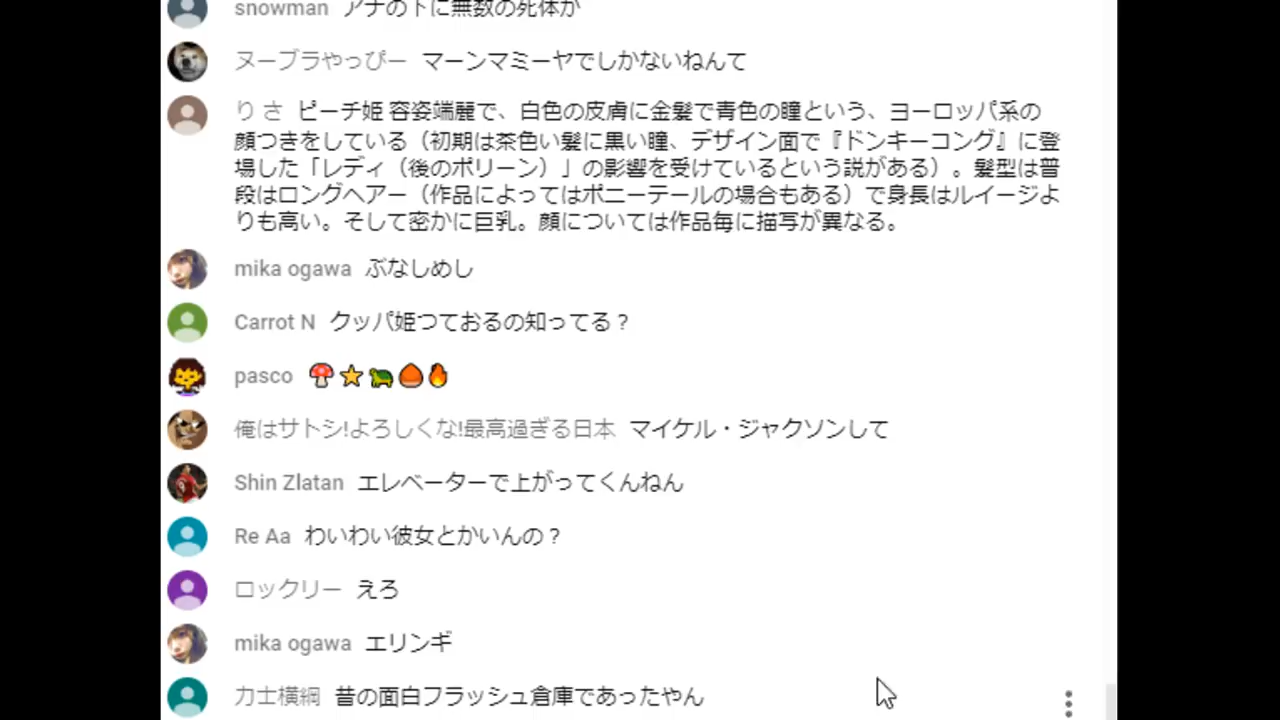 snowman アナの下に無数の死体が
ヌーブラやっぴー マーンマミーヤでしかないねんて
り さ ピーチ姫 容姿端麗で、白色の皮膚に金髪で青色の瞳という、ヨーロッパ系の
顔つきをしている（初期は茶色い髪に黒い瞳、デザイン面で『ドンキーコング』に登
場した「レディ（後のポリーン）」の影響を受けているという説がある）。髪型は普
段はロングヘアー（作品によってはポニーテールの場合もある）で身長はルイージよ
りも高い。そして密かに巨乳。顔については作品毎に描写が異なる。
mika ogawa ぶなしめし
Carrot N クッパ姫つておるの知ってる？
pasco 🍄⭐🐢🌰🔥
俺はサトシ!よろしくな!最高過ぎる日本 マイケル・ジャクソンして
Shin Zlatan エレベーターで上がってくんねん
Re Aa わいわい彼女とかいんの？
ロックリー えろ
mika ogawa エリンギ
力士横綱 昔の面白フラッシュ倉庫であったやん